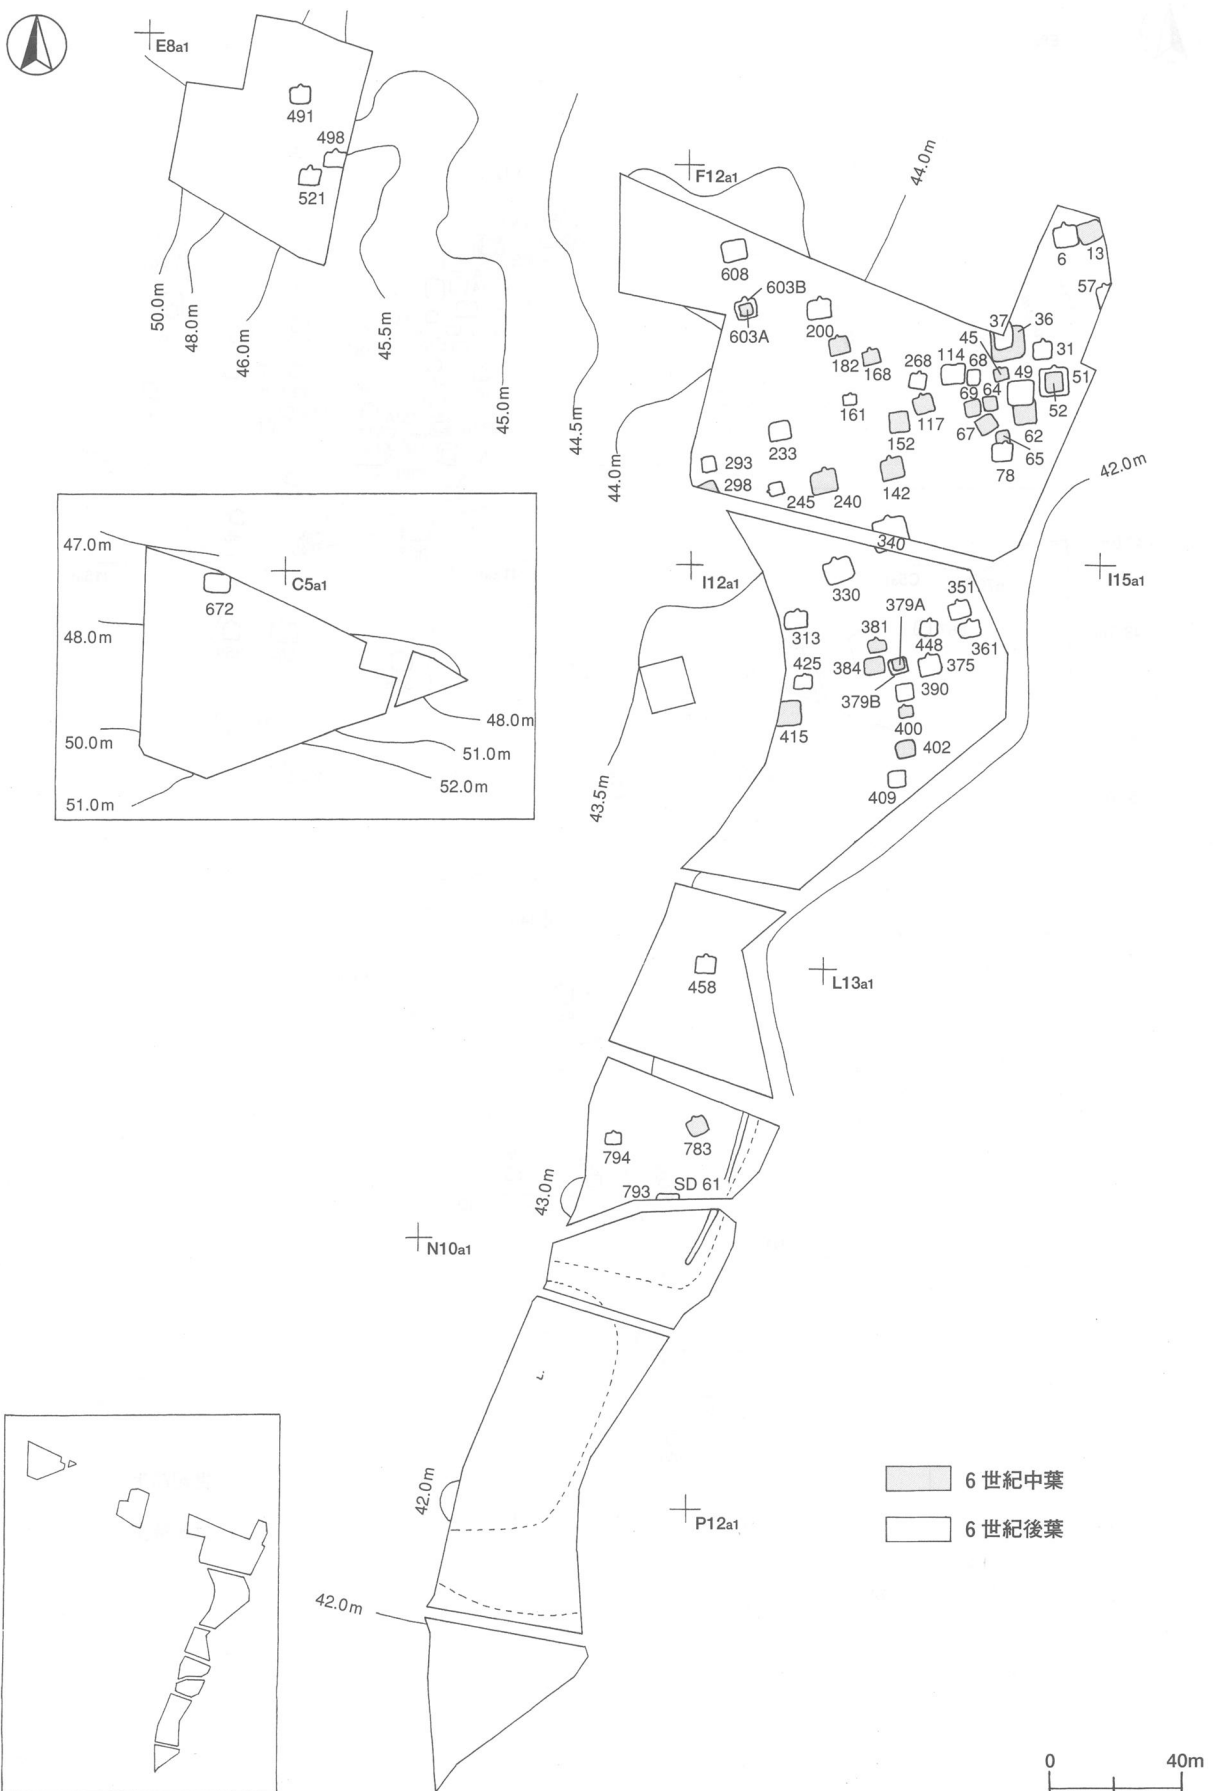 E8a1
491
498
521
50.0m
48.0m
46.0m
45.5m
45.0m
44.5m
44.0m
F12a1
44.0m
608
603B
603A
200
182
168
161
268
114
68
45
37
36
31
6
13
57
49
51
52
69
64
67
62
65
78
117
152
142
233
293
298
245
240
340
42.0m
47.0m
C5a1
672
48.0m
50.0m
51.0m
48.0m
51.0m
52.0m
I12a1
I15a1
330
313
351
379A
381
448
361
384
375
425
379B
390
400
415
402
409
43.5m
458
L13a1
794
783
793
SD 61
43.0m
N10a1
42.0m
P12a1
42.0m
6 世紀中葉
6 世紀後葉
0
40m